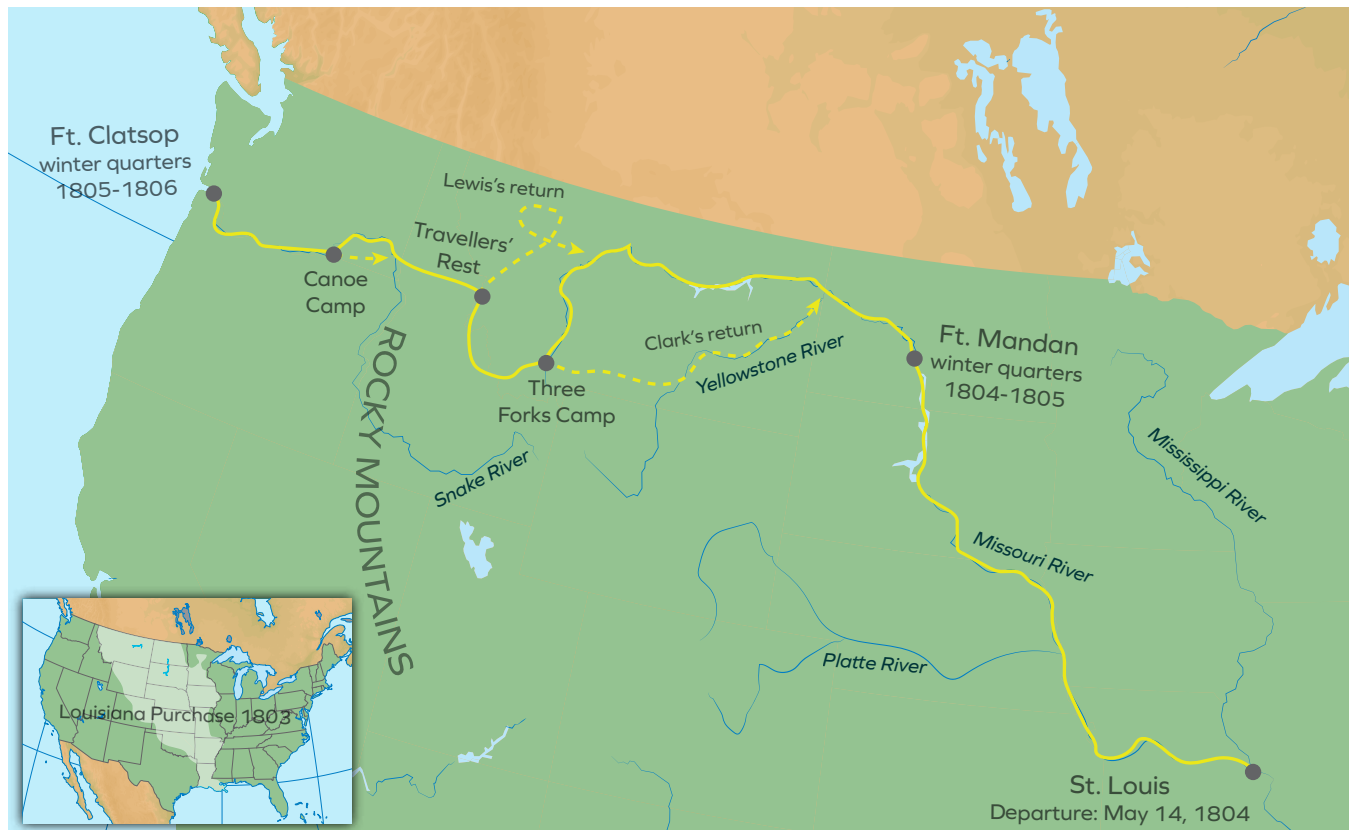 Ft. Clatsop
winter quarters
1805-1806
Lewis's return
Travellers'
Rest
Canoe
Camp
Clark's return
Yellowstone River
Ft. Mandan
winter quarters
1804-1805
Three
Forks Camp
ROCKY MOUNTAINS
Snake River
Mississippi River
Missouri River
Platte River
Louisiana Purchase 1803
St. Louis
Departure: May 14, 1804